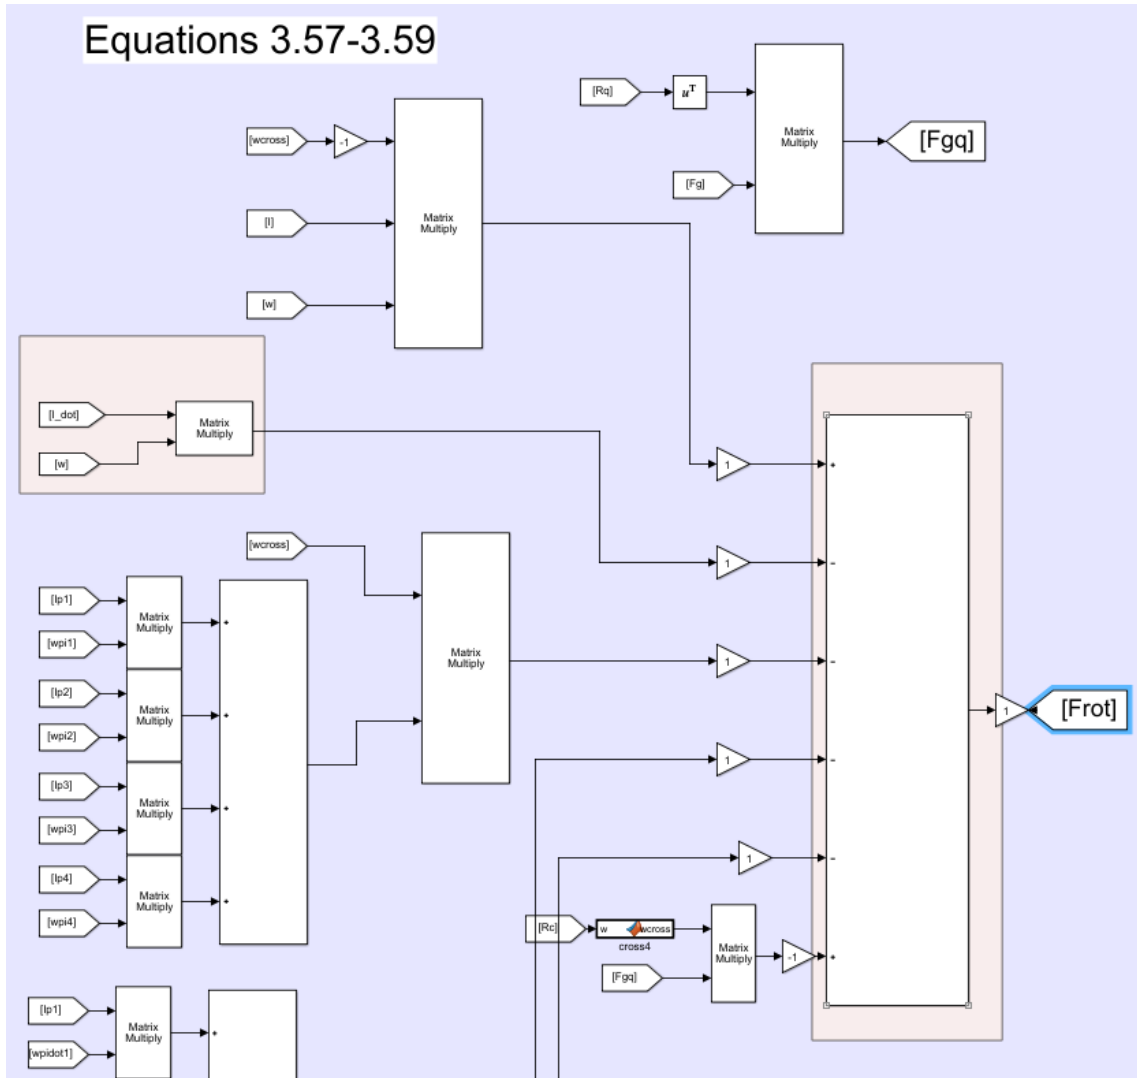 Equations 3.57-3.59
[Rq]
uᵀ
Matrix
Multiply
[Fgq]
[Fg]
[wcross]
-1
[I]
Matrix
Multiply
[w]
[I_dot]
Matrix
Multiply
[w]
1
+
1
-
[wcross]
[Ip1]
Matrix
Multiply
+
[wpi1]
Matrix
Multiply
1
-
[Ip2]
Matrix
Multiply
+
[wpi2]
1
[Frot]
[Ip3]
Matrix
Multiply
+
[wpi3]
1
-
[Ip4]
Matrix
Multiply
+
[wpi4]
1
-
[Rc]
w
wcross
cross4
Matrix
Multiply
-1
+
[Fgq]
[Ip1]
Matrix
Multiply
+
[wpidot1]